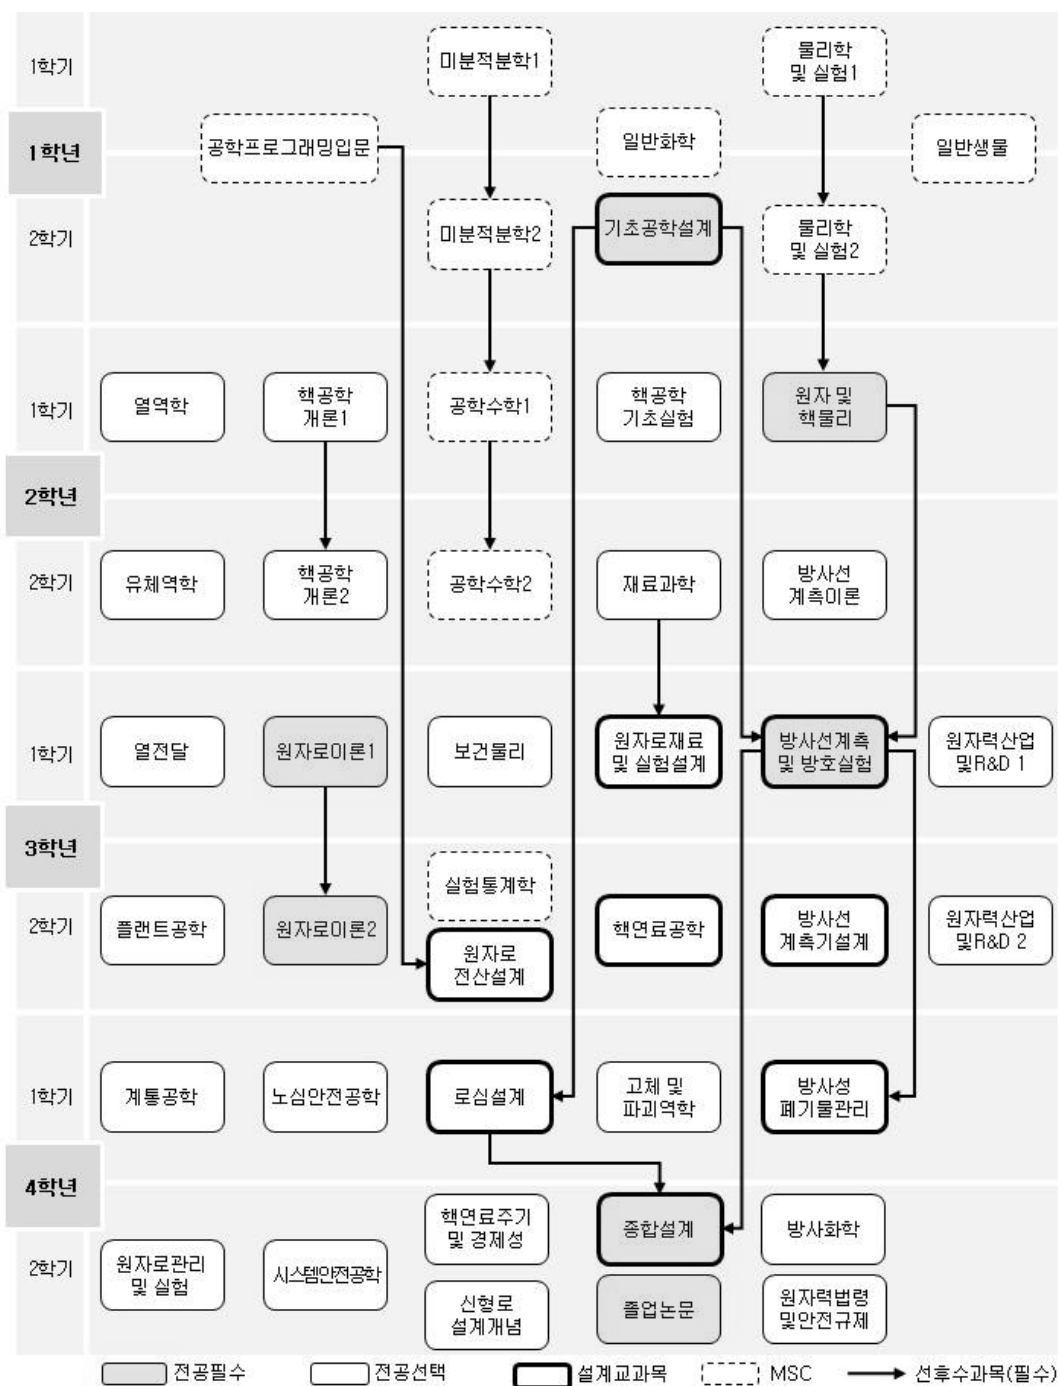 1학기
미분적분학1
물리학
및 실험1
1학년
공학프로그래밍입문
일반화학
일반생물
2학기
미분적분학2
기초공학설계
물리학
및 실험2
1학기
열역학
핵공학
개론1
공학수학1
핵공학
기초실험
원자 및
핵물리
2학년
2학기
유체역학
핵공학
개론2
공학수학2
재료과학
방사선
계측이론
1학기
열전달
원자로이론1
보건물리
원자로재료
및 실험설계
방사선계측
및 방호실험
원자력산업
및R&D 1
3학년
2학기
플랜트공학
원자로이론2
실험통계학
원자로
전산설계
핵연료공학
방사선
계측기설계
원자력산업
및R&D 2
1학기
계통공학
노심안전공학
로심설계
고체 및
파괴역학
방사성
폐기물관리
4학년
2학기
원자로관리
및 실험
시스템안전공학
핵연료주기
및 경제성
신형로
설계개념
종합설계
졸업논문
방사화학
원자력법령
및안전규제
전공필수
전공선택
설계교과목
MSC
선후수과목(필수)